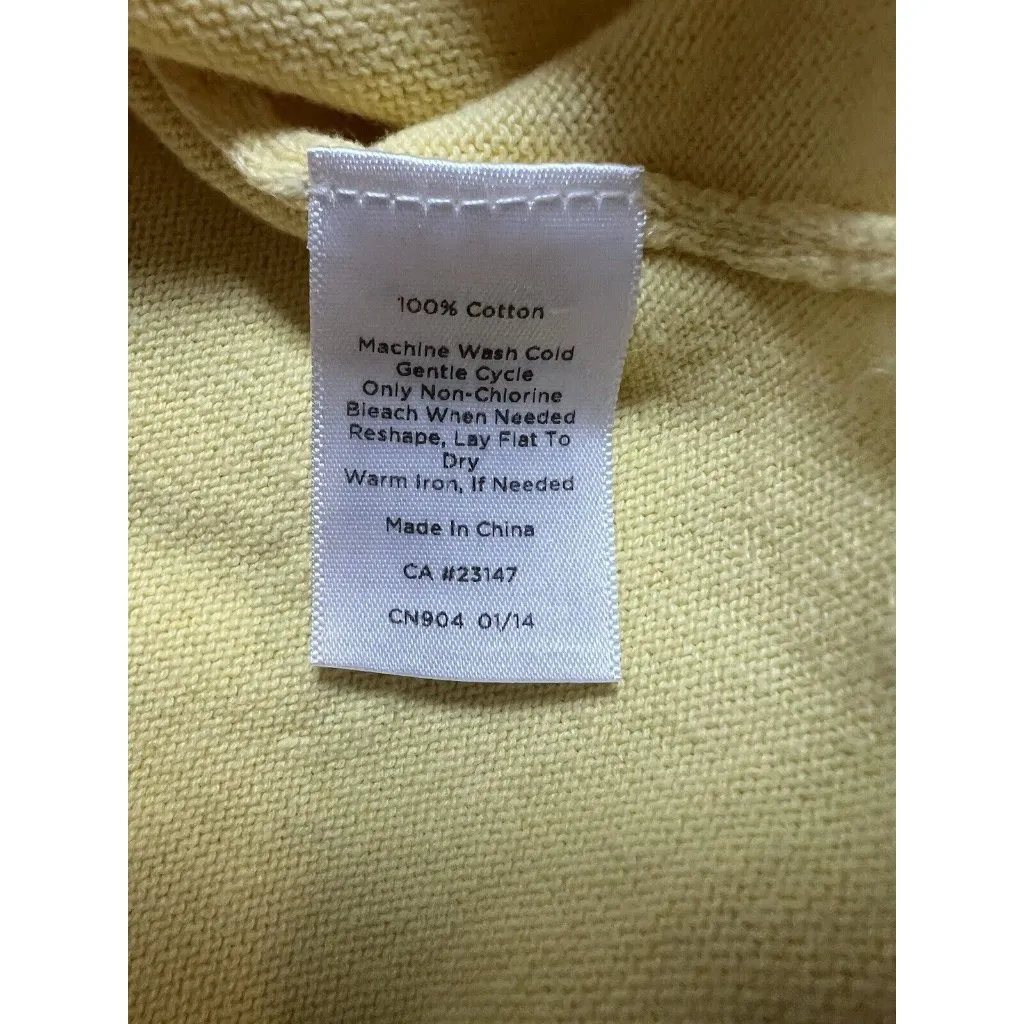 100% Cotton
Machine Wash Cold
Gentle Cycle
Only Non-Chlorine
Bleach When Needed
Reshape, Lay Flat To
Dry
Warm Iron, If Needed
Made In China
CA #23147
CN904 01/14